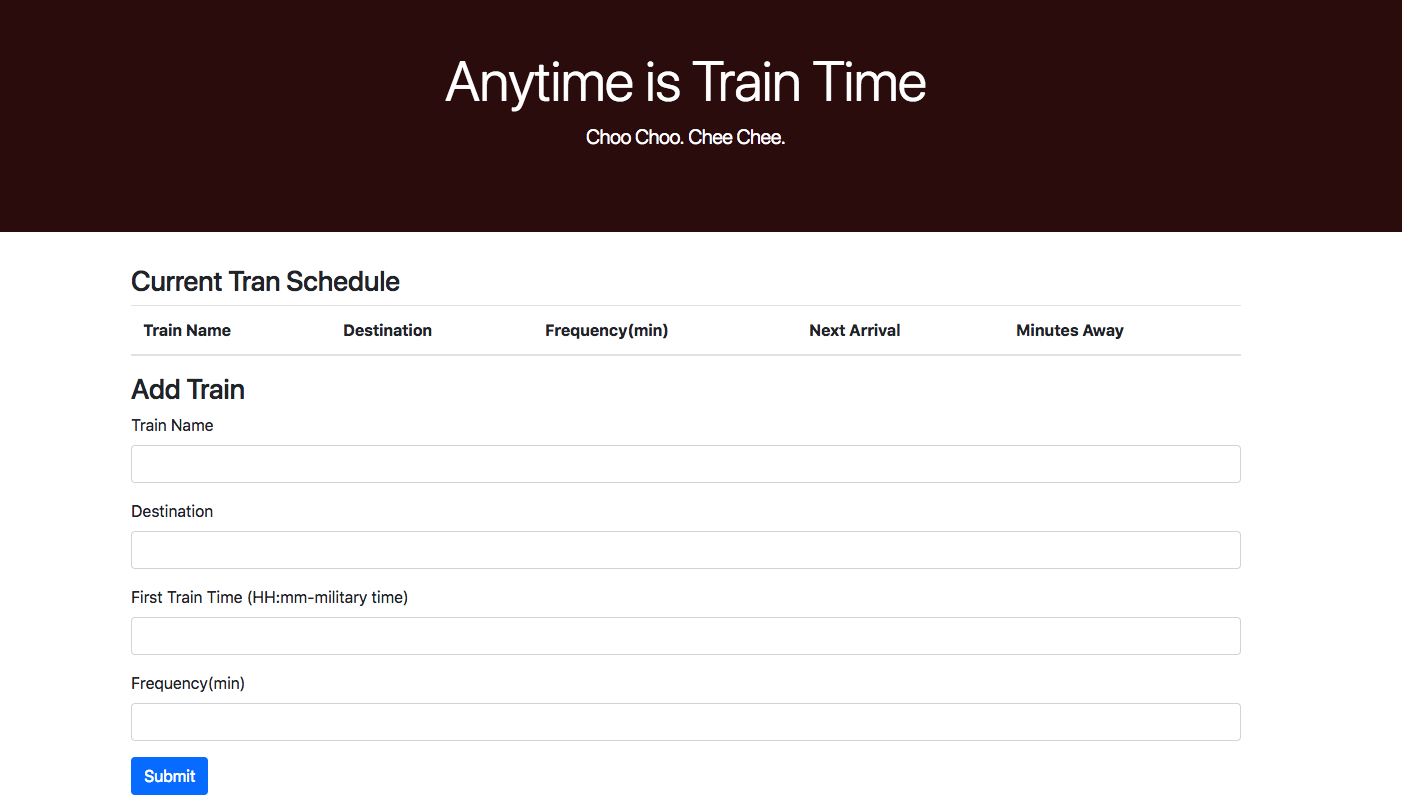 Anytime is Train Time
Choo Choo. Chee Chee.
Current Tran Schedule
Train Name Destination Frequency(min) Next Arrival Minutes Away
Add Train
Train Name
Destination
First Train Time (HH:mm-military time)
Frequency(min)
Submit